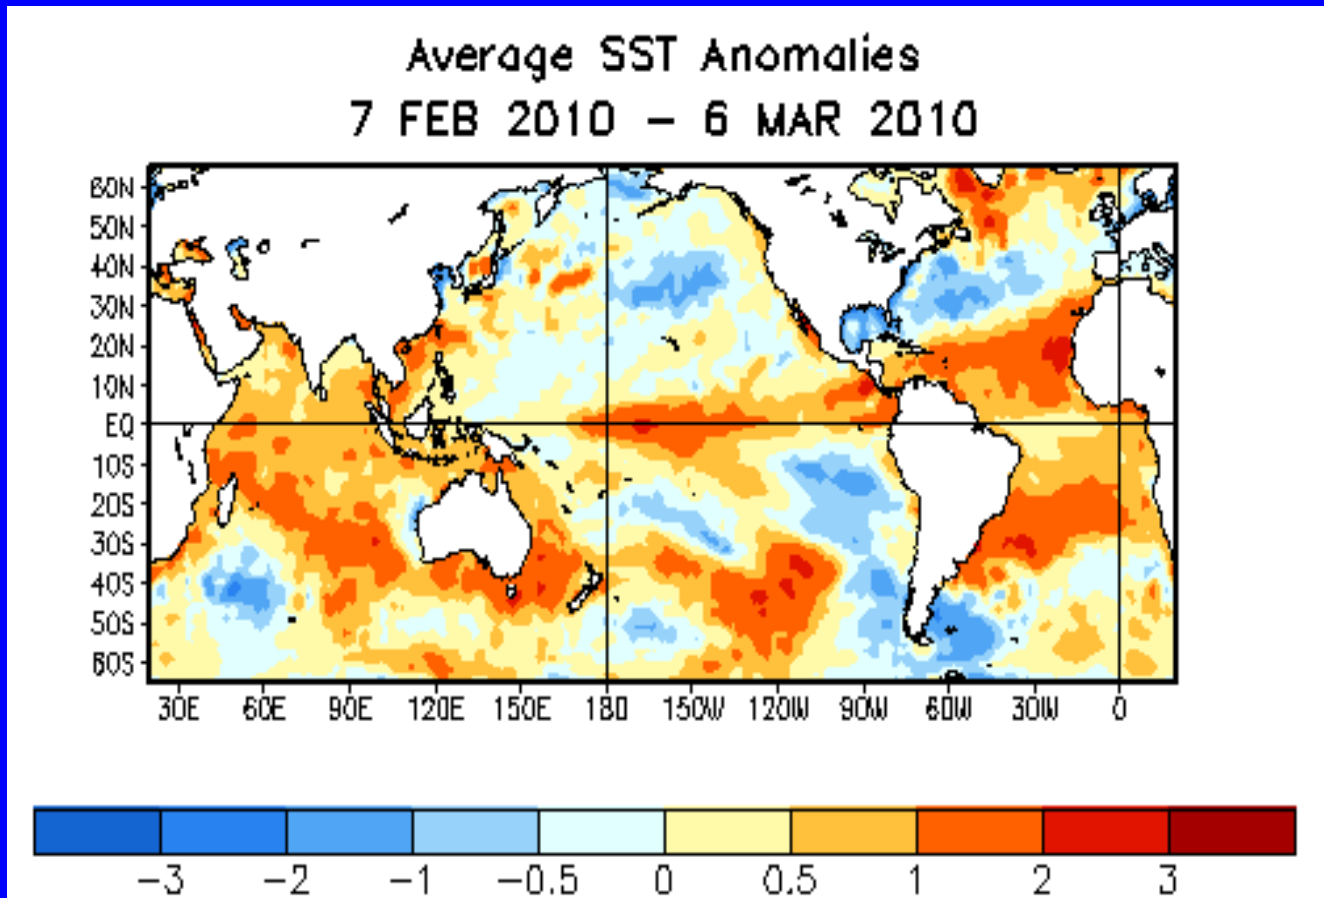 Average SST Anomalies
7 FEB 2010 – 6 MAR 2010
60N
50N
40N
30N
20N
10N
EQ
10S
20S
30S
40S
50S
60S
30E 60E 90E 120E 150E 180 150W 120W 90W 60W 30W 0
-3 -2 -1 -0.5 0 0.5 1 2 3